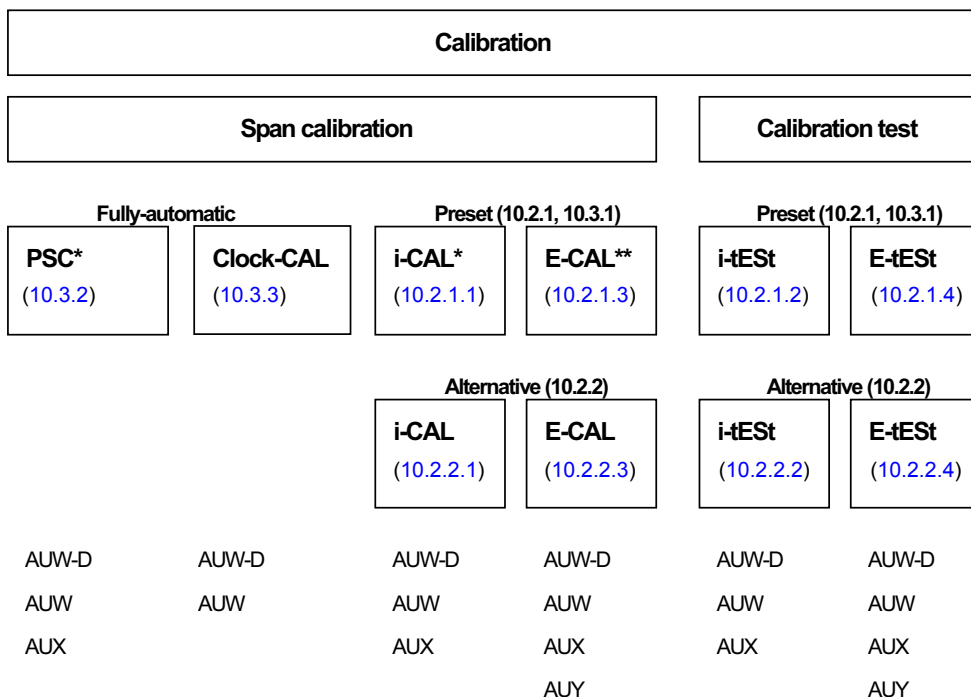 Calibration
Span calibration Calibration test
Fully-automatic Preset (10.2.1, 10.3.1) Preset (10.2.1, 10.3.1)
PSC* Clock-CAL i-CAL* E-CAL** i-tESt E-tESt
(10.3.2) (10.3.3) (10.2.1.1) (10.2.1.3) (10.2.1.2) (10.2.1.4)
Alternative (10.2.2) Alternative (10.2.2)
i-CAL E-CAL i-tESt E-tESt
(10.2.2.1) (10.2.2.3) (10.2.2.2) (10.2.2.4)
AUW-D AUW-D AUW-D AUW-D AUW-D AUW-D
AUW AUW AUW AUW AUW AUW
AUX AUX AUX AUX AUX
AUY AUY